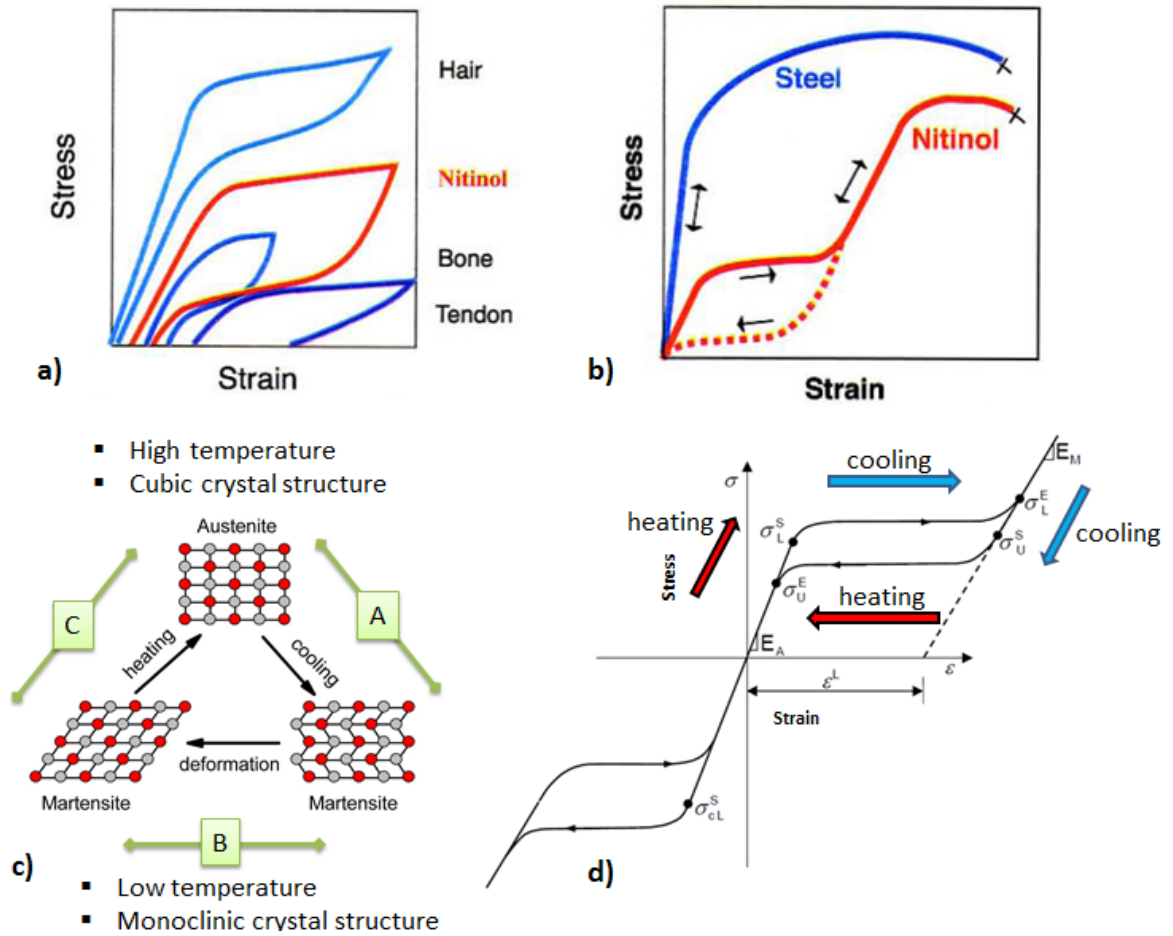 Stress
Hair
Nitinol
Bone
Tendon
a)
Strain
Stress
Steel
Nitinol
b)
Strain
▪ High temperature
▪ Cubic crystal structure
Austenite
C
A
heating
cooling
deformation
Martensite
Martensite
B
c)
▪ Low temperature
▪ Monoclinic crystal structure
cooling
E_M
σ
heating
σ_L^S
σ_L^E
cooling
σ_U^S
Stress
σ_U^E
heating
E_A
ε
ε^L
Strain
σ_cL^S
d)